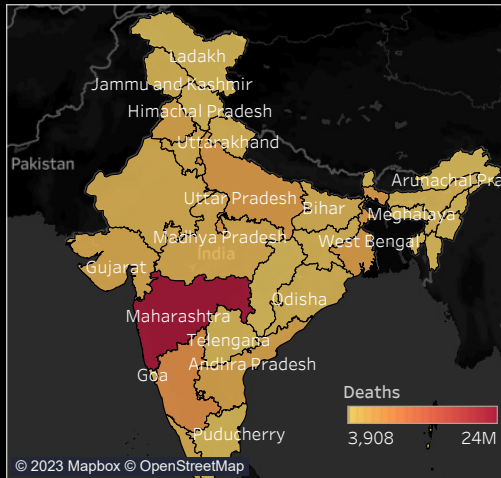 Ladakh
Jammu and Kashmir
Himachal Pradesh
Uttarakhand
Pakistan
Arunachal Pra
Uttar Pradesh
Bihar
Meghalaya
Madhya Pradesh
West Bengal
India
Gujarat
Odisha
Maharashtra
Telengana
Andhra Pradesh
Goa
Deaths
3,908
24M
Puducherry
© 2023 Mapbox © OpenStreetMap